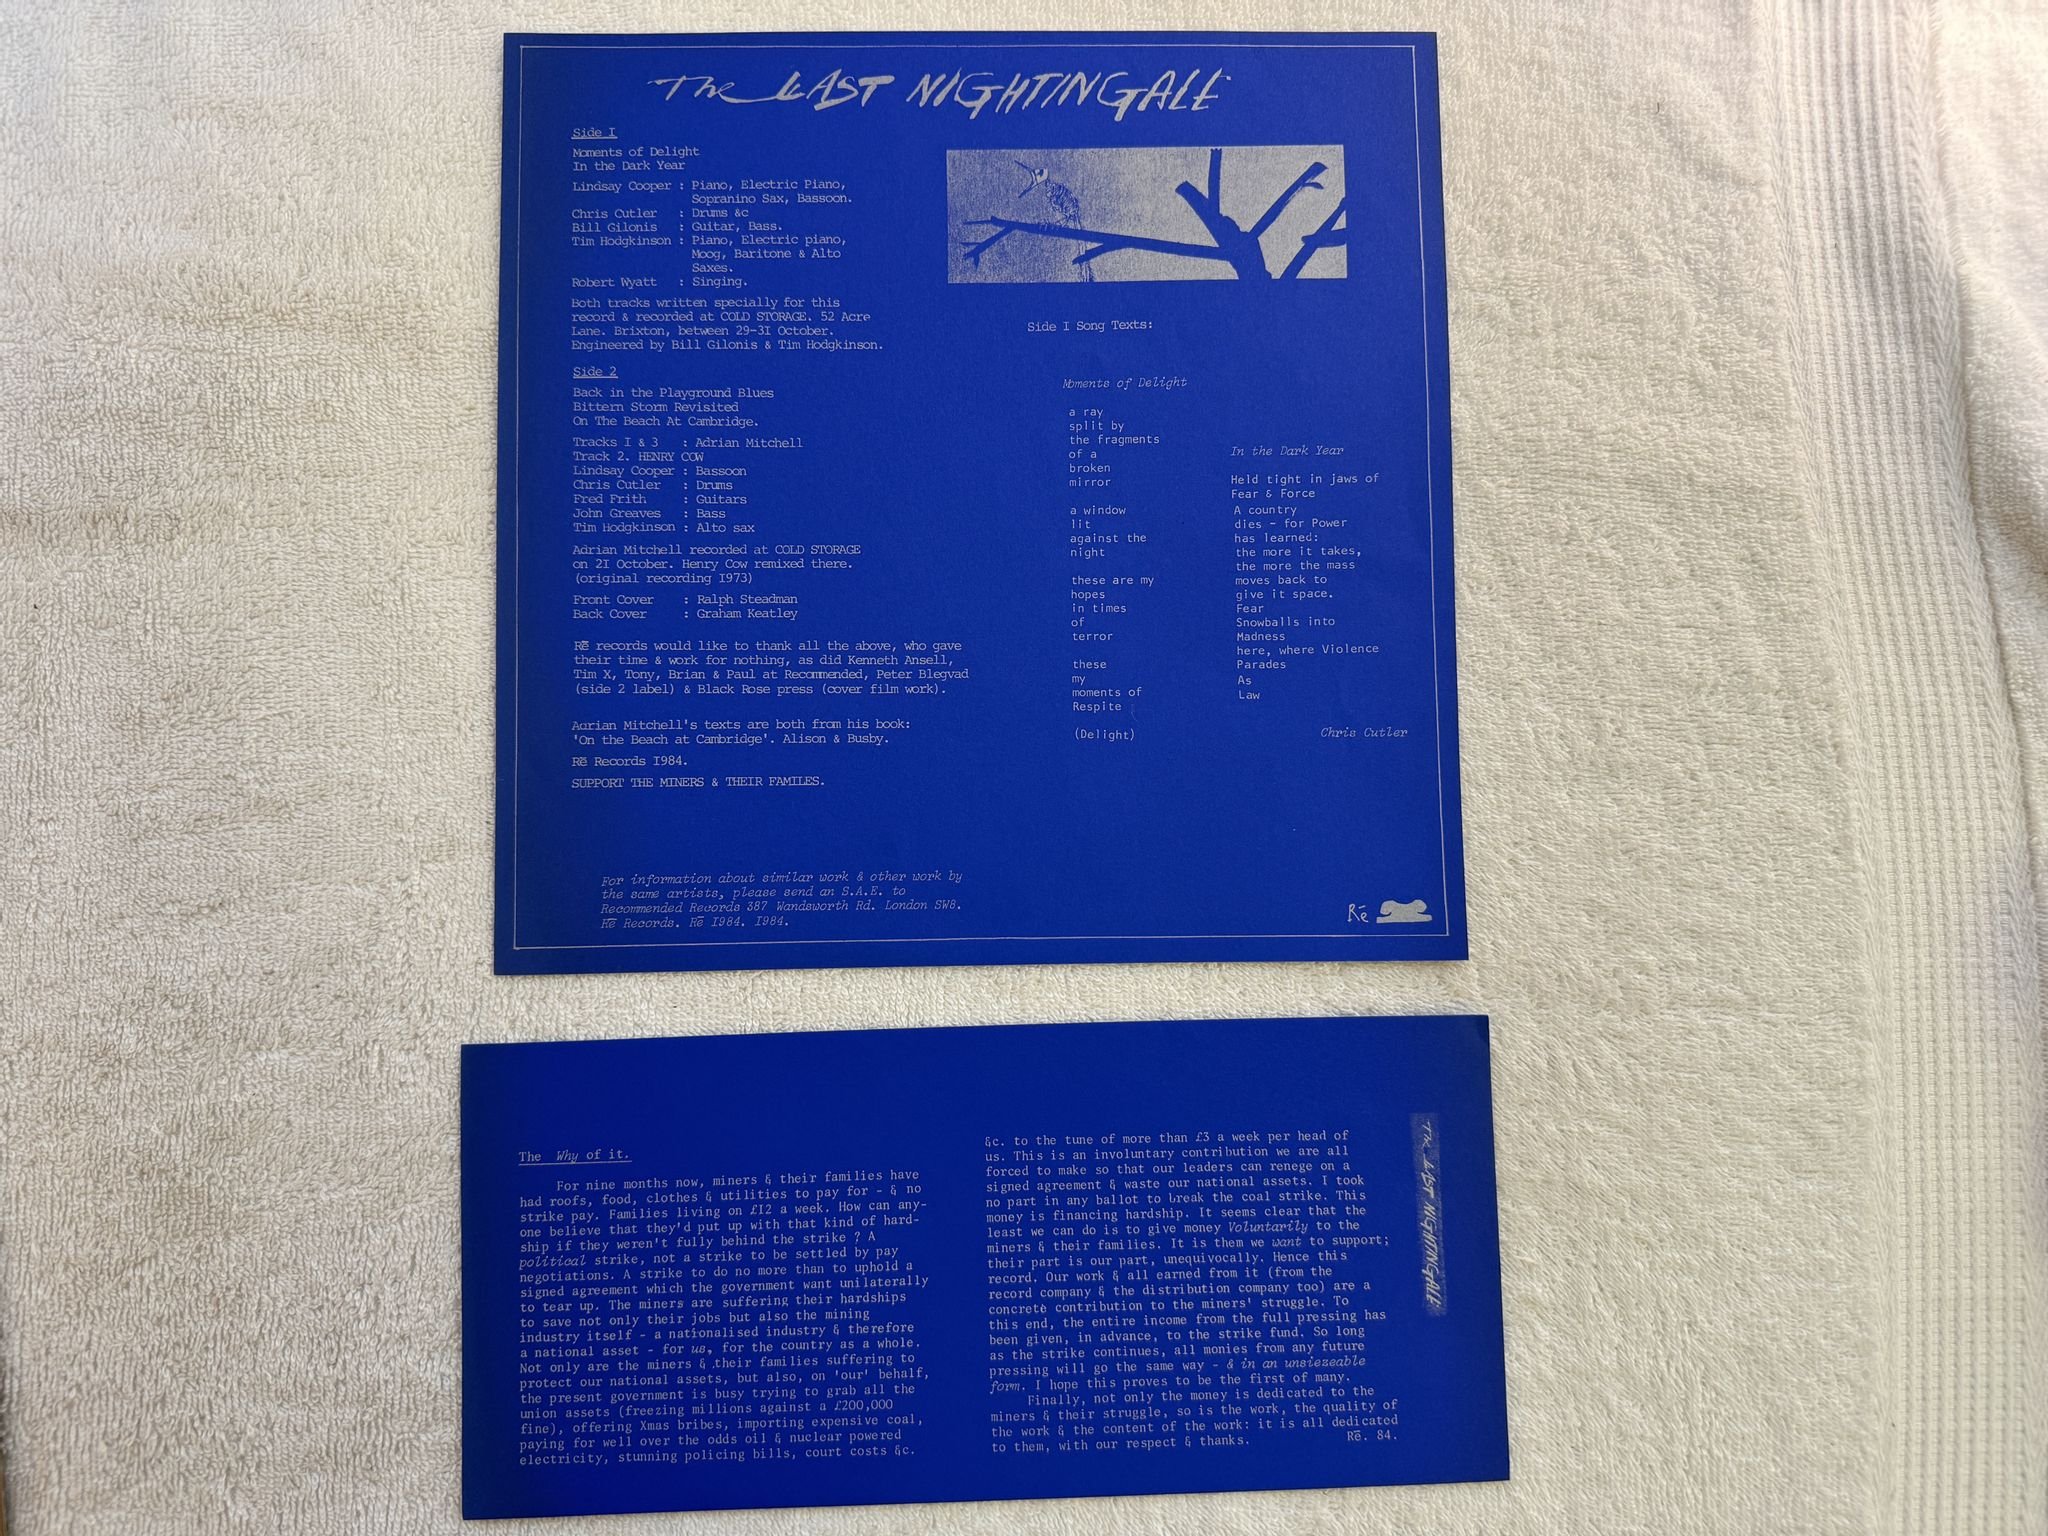 The LAST NIGHTINGALE
Side I
Moments of Delight
In the Dark Year
Lindsay Cooper : Piano, Electric Piano,
Sopranino Sax, Bassoon.
Chris Cutler : Drums &c
Bill Gilonis : Guitar, Bass.
Tim Hodgkinson : Piano, Electric piano,
Moog, Baritone & Alto
Saxes.
Robert Wyatt : Singing.
Both tracks written specially for this
record & recorded at COLD STORAGE. 52 Acre
Lane. Brixton, between 29-3I October.
Engineered by Bill Gilonis & Tim Hodgkinson.
Side 2
Back in the Playground Blues
Bittern Storm Revisited
On The Beach At Cambridge.
Tracks I & 3 : Adrian Mitchell
Track 2. HENRY COW
Lindsay Cooper : Bassoon
Chris Cutler : Drums
Fred Frith : Guitars
John Greaves : Bass
Tim Hodgkinson : Alto sax
Adrian Mitchell recorded at COLD STORAGE
on 2I October. Henry Cow remixed there.
(original recording I973)
Front Cover : Ralph Steadman
Back Cover : Graham Keatley
Rē records would like to thank all the above, who gave
their time & work for nothing, as did Kenneth Ansell,
Tim X, Tony, Brian & Paul at Recommended, Peter Blegvad
(side 2 label) & Black Rose press (cover film work).
Adrian Mitchell's texts are both from his book:
'On the Beach at Cambridge'. Alison & Busby.
Rē Records I984.
SUPPORT THE MINERS & THEIR FAMILES.
For information about similar work & other work by
the same artists, please send an S.A.E. to
Recommended Records 387 Wandsworth Rd. London SW8.
Rē Records. Rē I984. I984.
Side I Song Texts:
Moments of Delight
a ray
split by
the fragments
of a
broken
mirror
a window
lit
against the
night
these are my
hopes
in times
of
terror
these
my
moments of
Respite
(Delight)
In the Dark Year
Held tight in jaws of
Fear & Force
A country
dies - for Power
has learned:
the more it takes,
the more the mass
moves back to
give it space.
Fear
Snowballs into
Madness
here, where Violence
Parades
As
Law
Chris Cutler
Rē
The Why of it.
For nine months now, miners & their families have
had roofs, food, clothes & utilities to pay for - & no
strike pay. Families living on £I2 a week. How can any-
one believe that they'd put up with that kind of hard-
ship if they weren't fully behind the strike ? A
political strike, not a strike to be settled by pay
negotiations. A strike to do no more than to uphold a
signed agreement which the government want unilaterally
to tear up. The miners are suffering their hardships
to save not only their jobs but also the mining
industry itself - a nationalised industry & therefore
a national asset - for us, for the country as a whole.
Not only are the miners & their families suffering to
protect our national assets, but also, on 'our' behalf,
the present government is busy trying to grab all the
union assets (freezing millions against a £200,000
fine), offering Xmas bribes, importing expensive coal,
paying for well over the odds oil & nuclear powered
electricity, stunning policing bills, court costs &c.
&c. to the tune of more than £3 a week per head of
us. This is an involuntary contribution we are all
forced to make so that our leaders can renege on a
signed agreement & waste our national assets. I took
no part in any ballot to break the coal strike. This
money is financing hardship. It seems clear that the
least we can do is to give money Voluntarily to the
miners & their families. It is them we want to support;
their part is our part, unequivocally. Hence this
record. Our work & all earned from it (from the
record company & the distribution company too) are a
concrete contribution to the miners' struggle. To
this end, the entire income from the full pressing has
been given, in advance, to the strike fund. So long
as the strike continues, all monies from any future
pressing will go the same way - & in an unsiezeable
form. I hope this proves to be the first of many.
Finally, not only the money is dedicated to the
miners & their struggle, so is the work, the quality of
the work & the content of the work: it is all dedicated
to them, with our respect & thanks. Rē. 84.
The LAST NIGHTINGALE